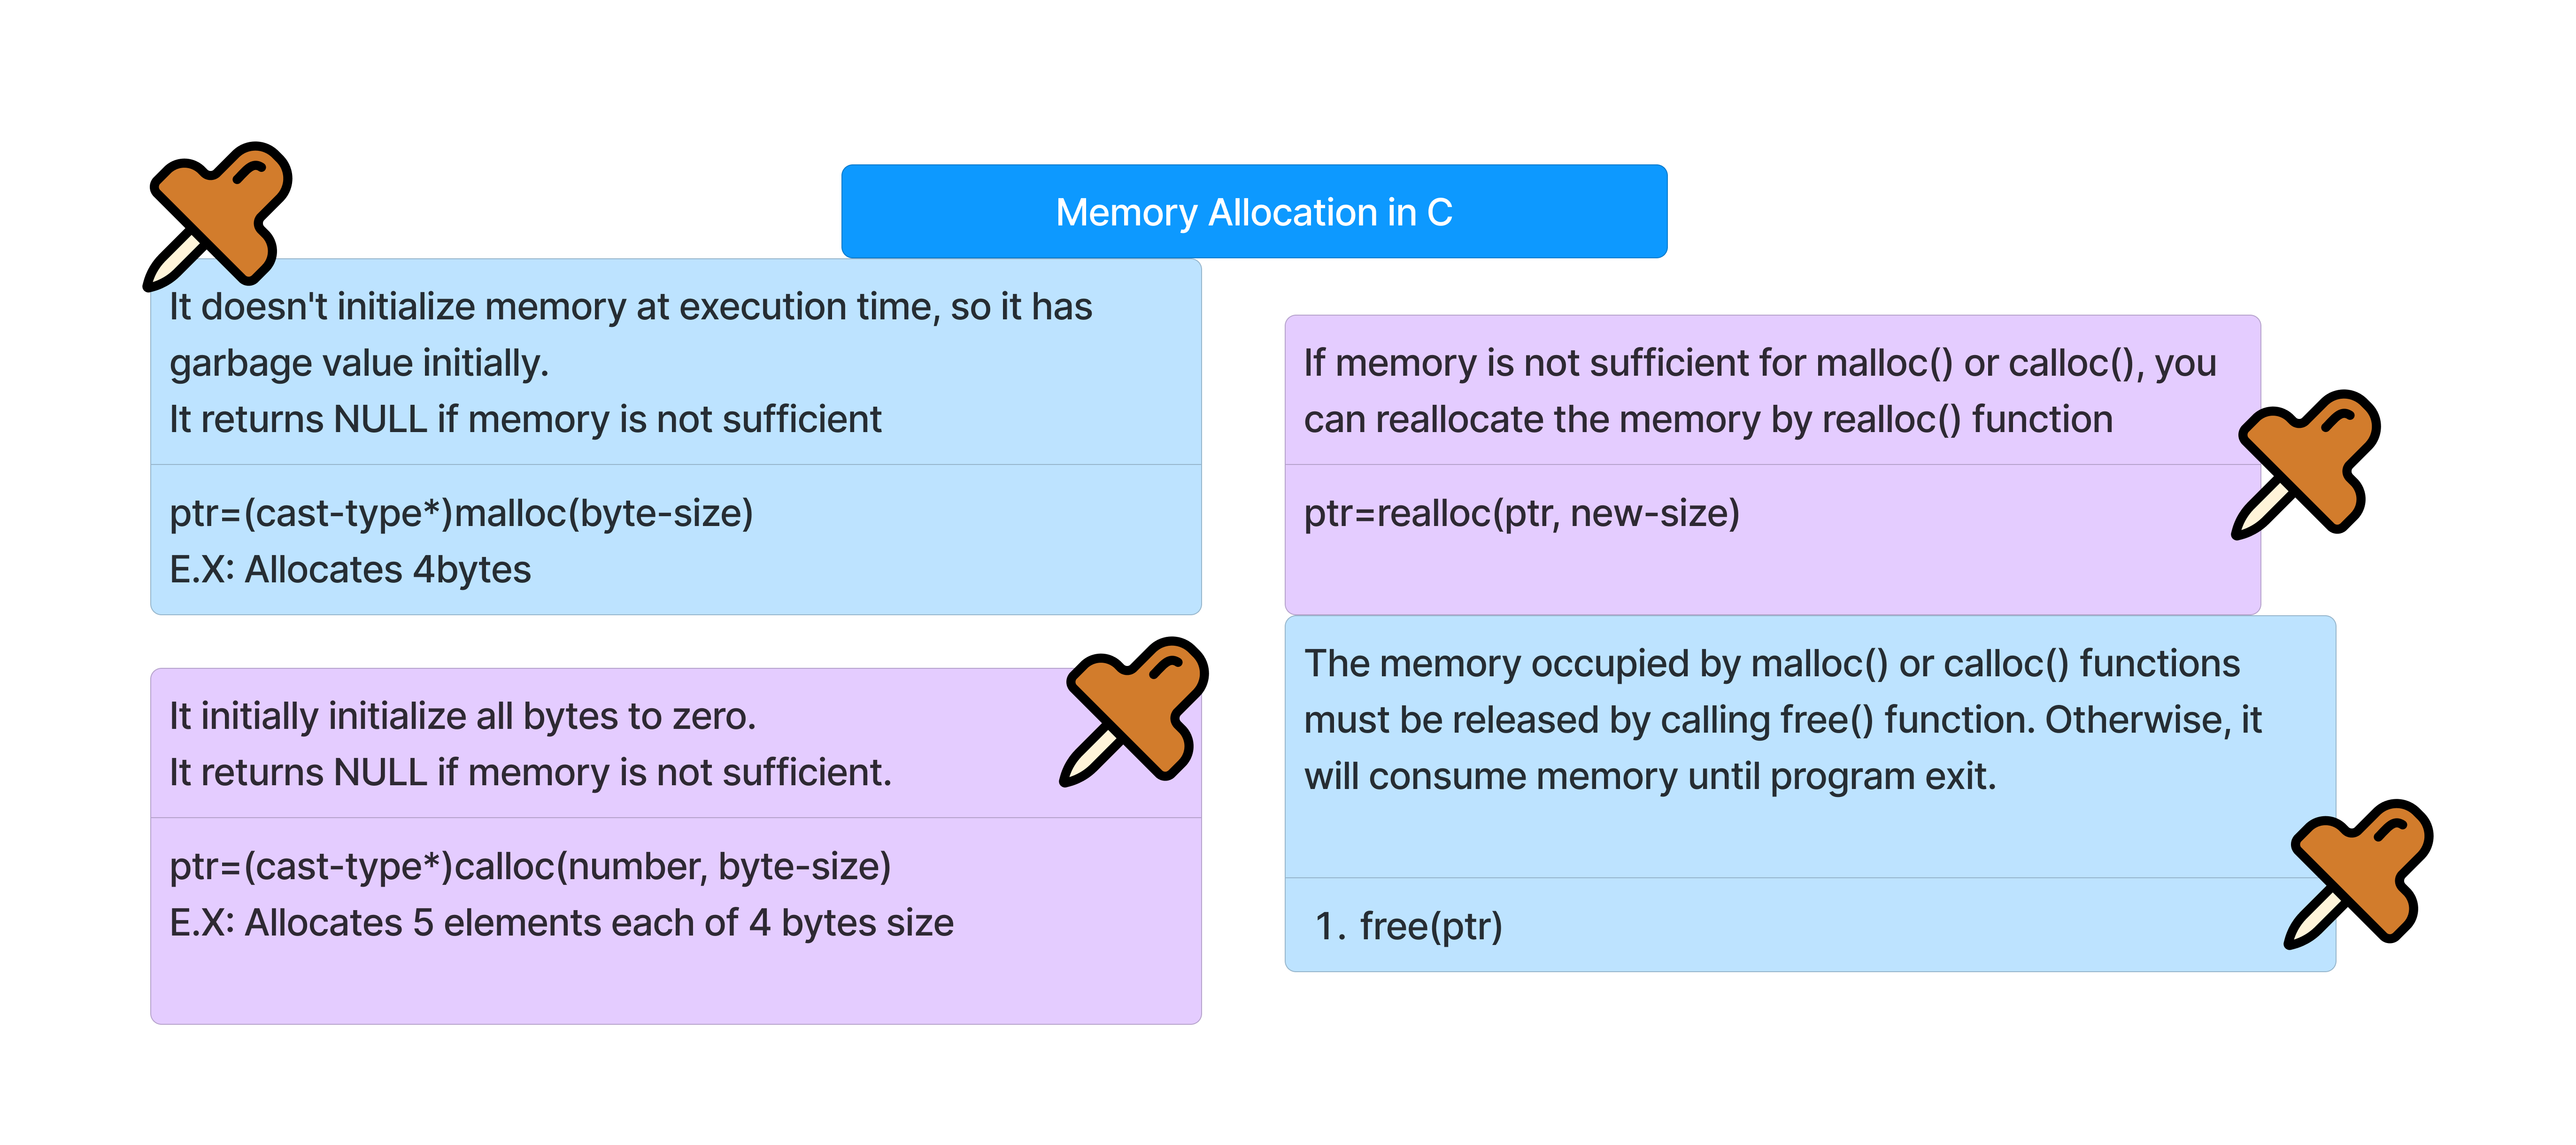 Memory Allocation in C
It doesn't initialize memory at execution time, so it has
garbage value initially.
It returns NULL if memory is not sufficient
ptr=(cast-type*)malloc(byte-size)
E.X: Allocates 4bytes
It initially initialize all bytes to zero.
It returns NULL if memory is not sufficient.
ptr=(cast-type*)calloc(number, byte-size)
E.X: Allocates 5 elements each of 4 bytes size
If memory is not sufficient for malloc() or calloc(), you
can reallocate the memory by realloc() function
ptr=realloc(ptr, new-size)
The memory occupied by malloc() or calloc() functions
must be released by calling free() function. Otherwise, it
will consume memory until program exit.
1. free(ptr)